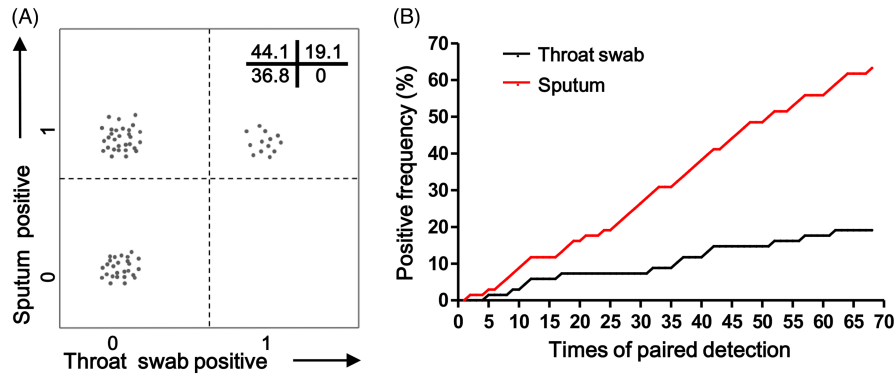 (A)
44.1 19.1
36.8 0
Sputum positive
1
0
0 1
Throat swab positive
(B)
Throat swab
Sputum
Positive frequency (%)
70
60
50
40
30
20
10
0
0 5 10 15 20 25 30 35 40 45 50 55 60 65 70
Times of paired detection